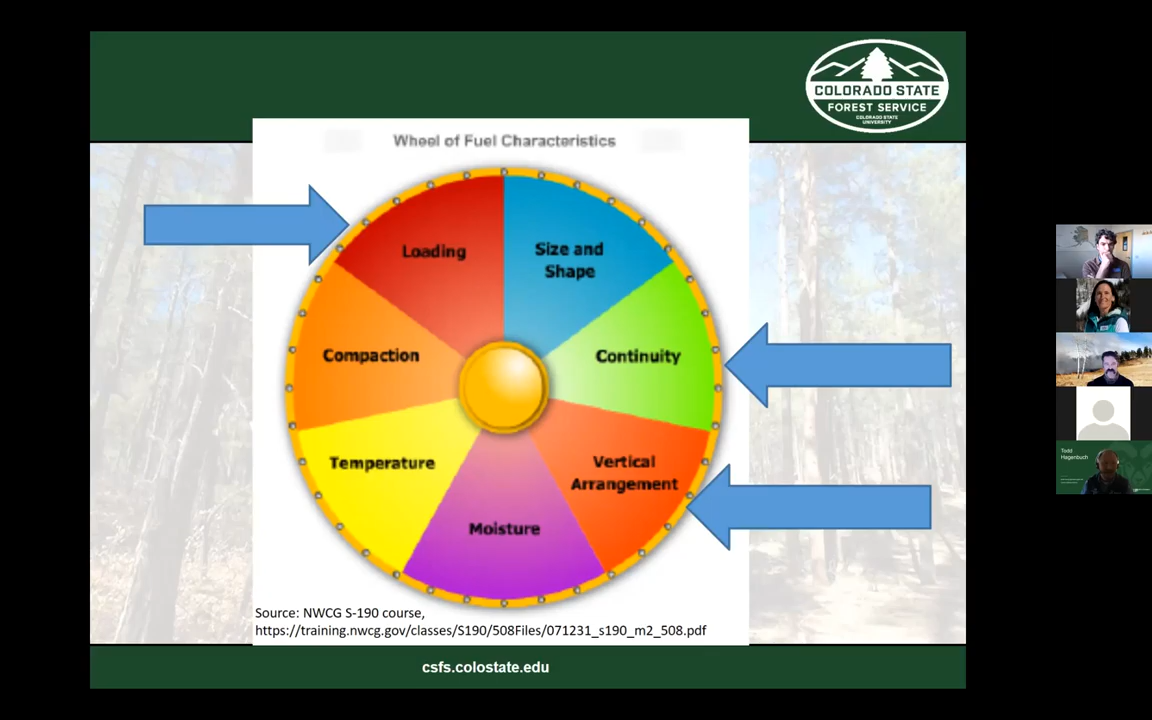 COLORADO STATE
FOREST SERVICE
COLORADO STATE
UNIVERSITY
Wheel of Fuel Characteristics
Loading
Size and
Shape
Compaction
Continuity
Temperature
Vertical
Arrangement
Moisture
Source: NWCG S-190 course,
https://training.nwcg.gov/classes/S190/508Files/071231_s190_m2_508.pdf
csfs.colostate.edu
Todd
Hagenbuch